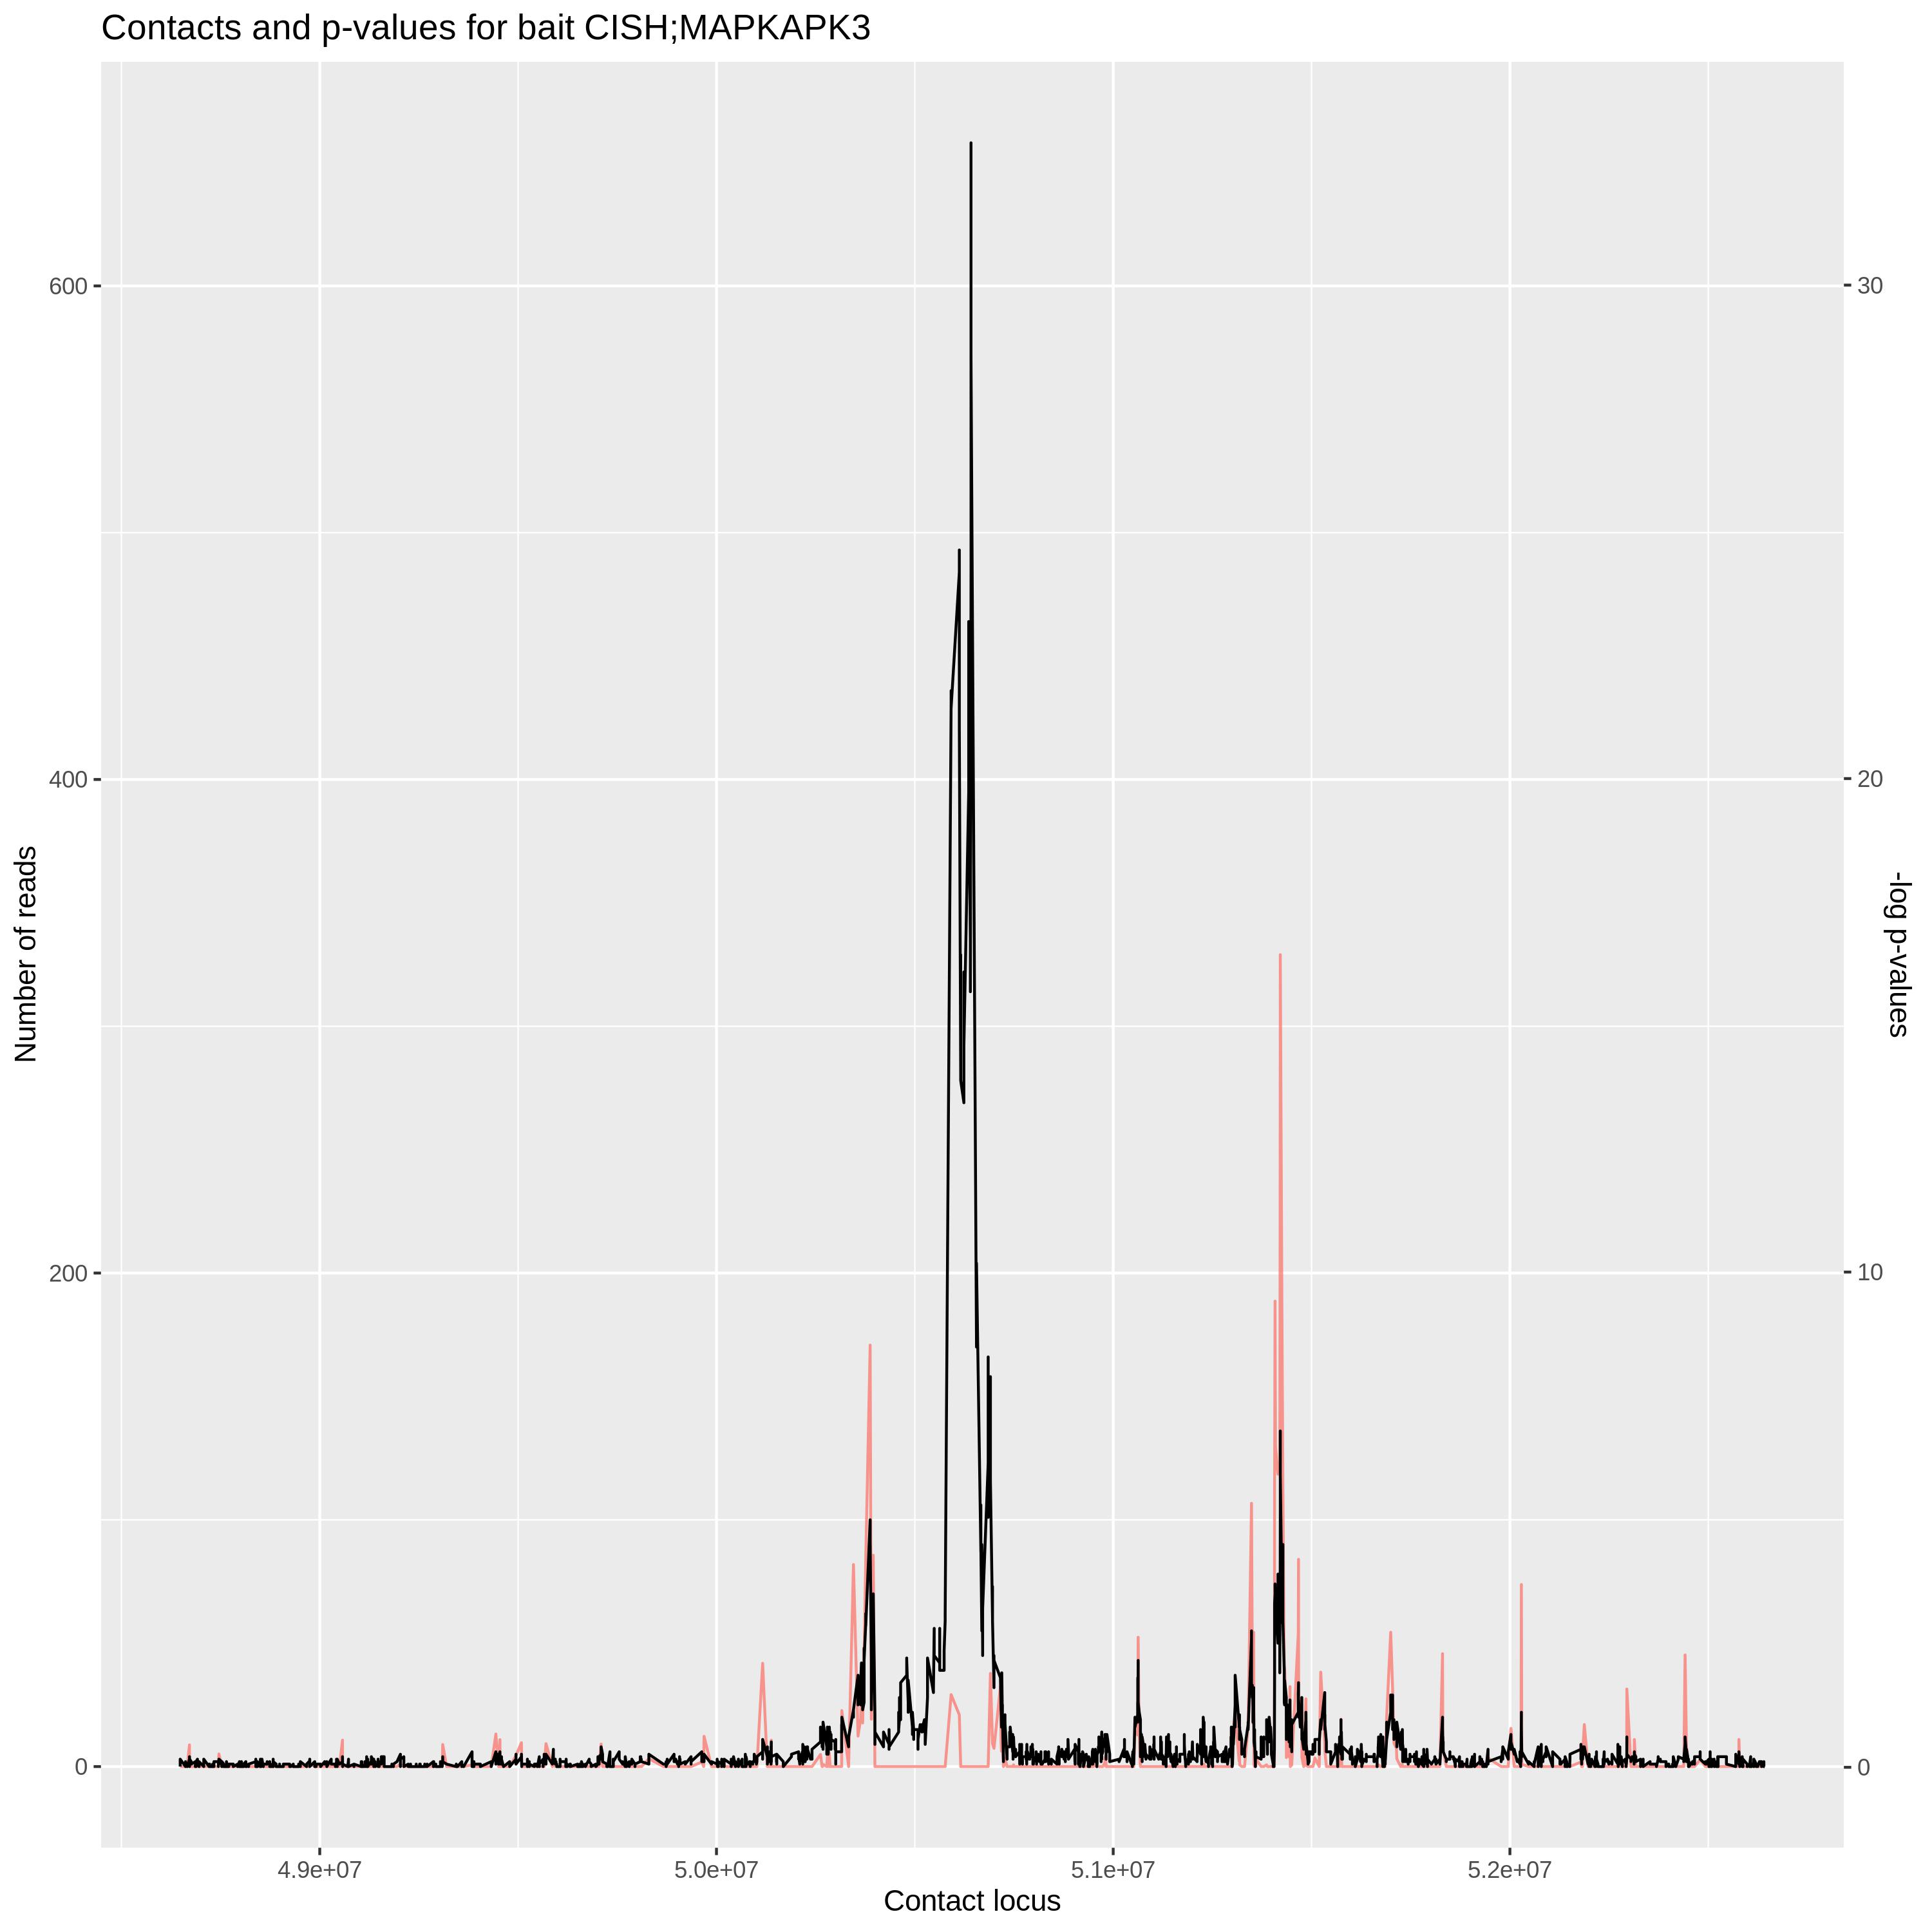 Contacts and p-values for bait CISH;MAPKAPK3
600
400
200
0
Number of reads
30
20
10
0
-log p-values
4.9e+07
5.0e+07
5.1e+07
5.2e+07
Contact locus